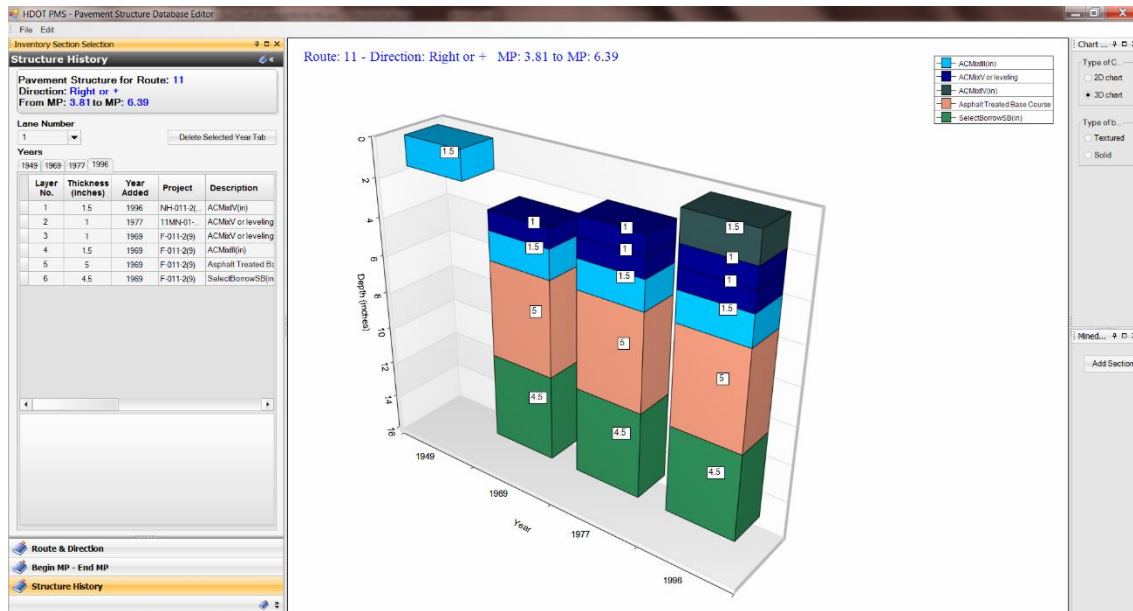 HDOT PMS - Pavement Structure Database Editor
File Edit
Inventory Section Selection
Structure History
Pavement Structure for Route: 11
Direction: Right or +
From MP: 3.81 to MP: 6.39
Lane Number
1
Delete Selected Year Tab
Years
1949 1969 1977 1996
Layer No. Thickness (inches) Year Added Project Description
1 1.5 1996 NH-011-2(... ACMixIV(in)
2 1 1977 11MN-01-... ACMixV or leveling
3 1 1969 F-011-2(9) ACMixV or leveling
4 1.5 1969 F-011-2(9) ACMixIII(in)
5 5 1969 F-011-2(9) Asphalt Treated Ba
6 4.5 1969 F-011-2(9) SelectBorrowSB(in
Route & Direction
Begin MP - End MP
Structure History
Route: 11 - Direction: Right or + MP: 3.81 to MP: 6.39
ACMixIII(in)
ACMixV or leveling
ACMixIV(in)
Asphalt Treated Base Course
SelectBorrowSB(in)
0
2
4
6
8
10
12
14
16
Depth (inches)
1.5
1
1.5
5
4.5
1
1
1.5
5
4.5
1.5
1
1
1.5
5
4.5
1949
1969
1977
1996
Year
Chart ...
Type of C...
2D chart
3D chart
Type of b...
Textured
Solid
Mined...
Add Section